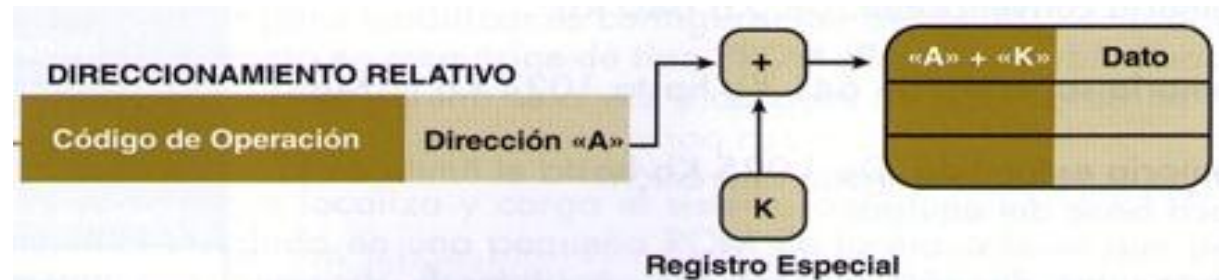 DIRECCIONAMIENTO RELATIVO
Código de Operación
Dirección «A»
+
K
Registro Especial
«A» + «K»
Dato